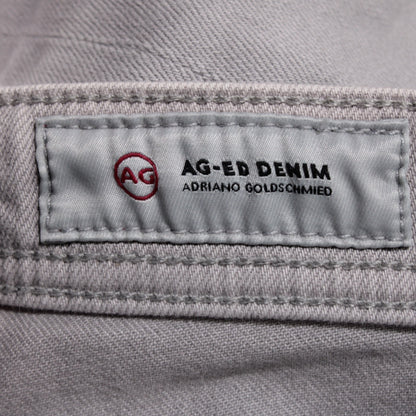 AG
AG-ED DENIM
ADRIANO GOLDSCHMIED